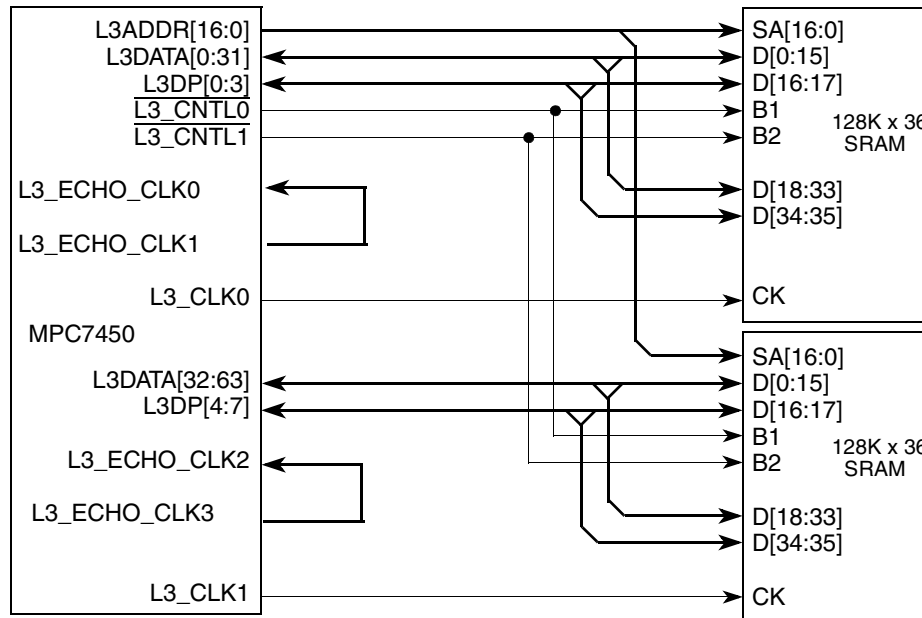 L3ADDR[16:0]
L3DATA[0:31]
L3DP[0:3]
L3_CNTL0
L3_CNTL1
L3_ECHO_CLK0
L3_ECHO_CLK1
L3_CLK0
MPC7450
L3DATA[32:63]
L3DP[4:7]
L3_ECHO_CLK2
L3_ECHO_CLK3
L3_CLK1
SA[16:0]
D[0:15]
D[16:17]
B1
B2
128K x 36
SRAM
D[18:33]
D[34:35]
CK
SA[16:0]
D[0:15]
D[16:17]
B1
B2
128K x 36
SRAM
D[18:33]
D[34:35]
CK